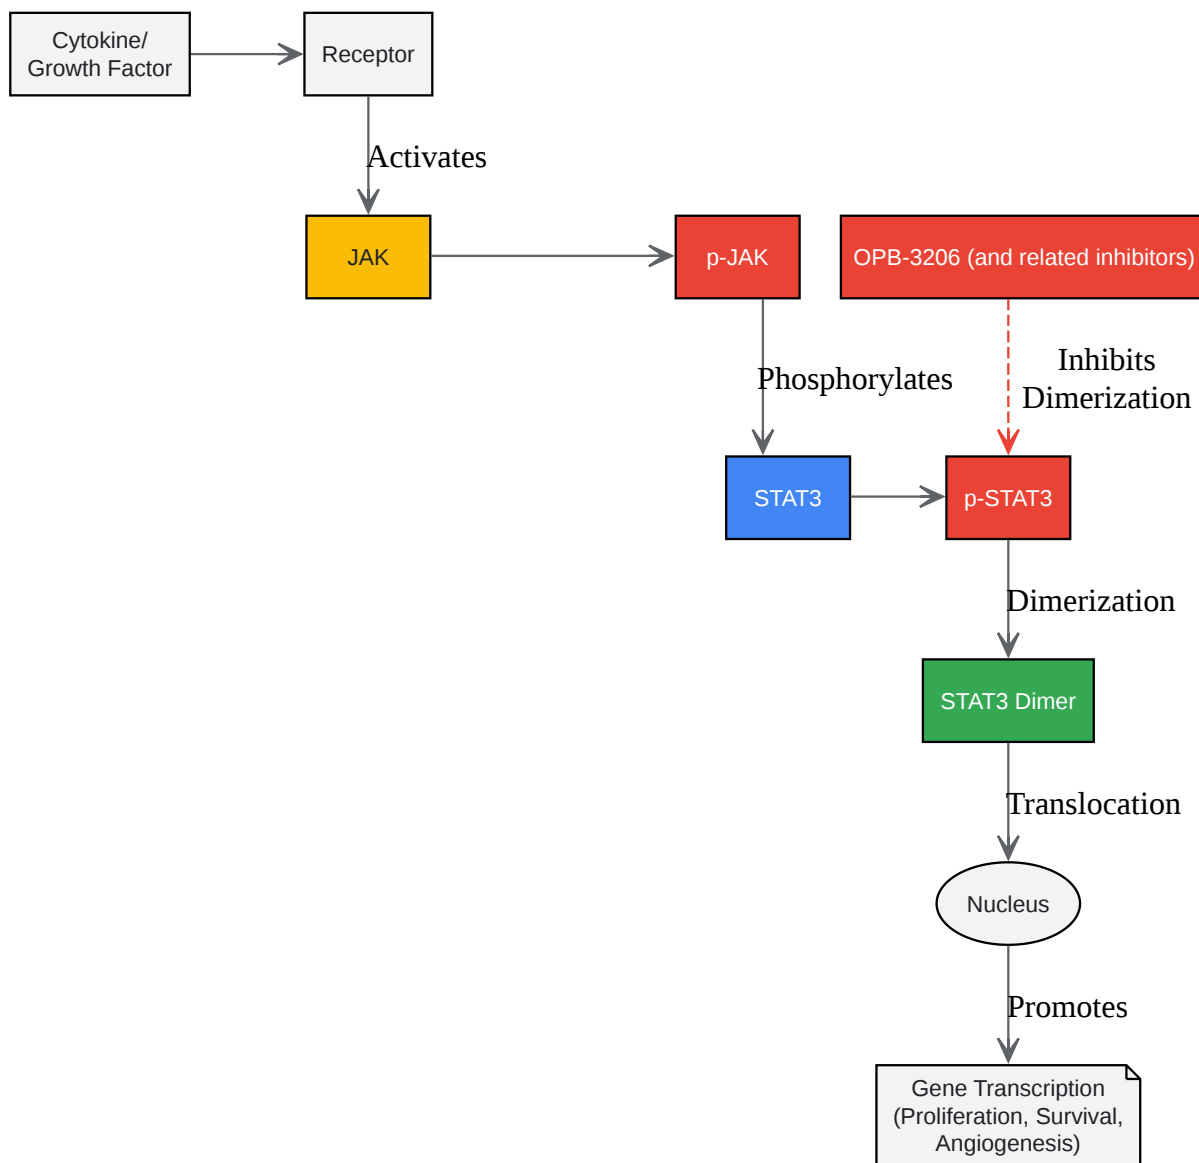 Cytokine/
Growth Factor
Receptor
Activates
JAK
p-JAK
OPB-3206 (and related inhibitors)
Phosphorylates
Inhibits
Dimerization
STAT3
p-STAT3
Dimerization
STAT3 Dimer
Translocation
Nucleus
Promotes
Gene Transcription
(Proliferation, Survival,
Angiogenesis)